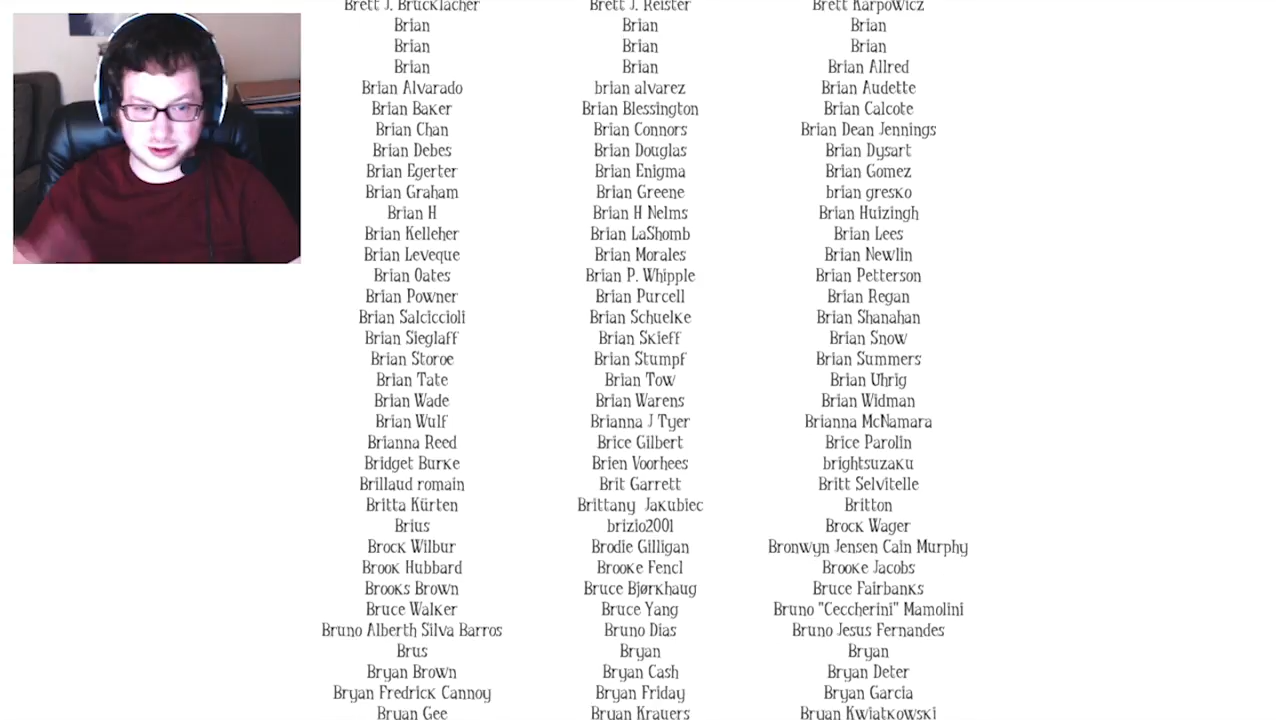 Brett J. Brucklacher Brett J. Reister Brett Karpowicz
Brian Brian Brian
Brian Brian Brian
Brian Brian Brian Allred
Brian Alvarado brian alvarez Brian Audette
Brian Baker Brian Blessington Brian Calcote
Brian Chan Brian Connors Brian Dean Jennings
Brian Debes Brian Douglas Brian Dysart
Brian Egerter Brian Enigma Brian Gomez
Brian Graham Brian Greene brian gresko
Brian H Brian H Nelms Brian Huizingh
Brian Kelleher Brian LaShomb Brian Lees
Brian Leveque Brian Morales Brian Newlin
Brian Oates Brian P. Whipple Brian Petterson
Brian Powner Brian Purcell Brian Regan
Brian Salciccioli Brian Schuelke Brian Shanahan
Brian Sieglaff Brian Skieff Brian Snow
Brian Storoe Brian Stumpf Brian Summers
Brian Tate Brian Tow Brian Uhrig
Brian Wade Brian Warens Brian Widman
Brian Wulf Brianna J Tyer Brianna McNamara
Brianna Reed Brice Gilbert Brice Parolin
Bridget Burke Brien Voorhees brightsuzaku
Brillaud romain Brit Garrett Britt Selvitelle
Britta Kürten Brittany Jakubiec Britton
Brius brizio2001 Brock Wager
Brock Wilbur Brodie Gilligan Bronwyn Jensen Cain Murphy
Brook Hubbard Brooke Fencl Brooke Jacobs
Brooks Brown Bruce Bjørkhaug Bruce Fairbanks
Bruce Walker Bruce Yang Bruno "Ceccherini" Mamolini
Bruno Alberth Silva Barros Bruno Dias Bruno Jesus Fernandes
Brus Bryan Bryan
Bryan Brown Bryan Cash Bryan Deter
Bryan Fredrick Cannoy Bryan Friday Bryan Garcia
Bryan Gee Bryan Krauers Bryan Kwiatkowski